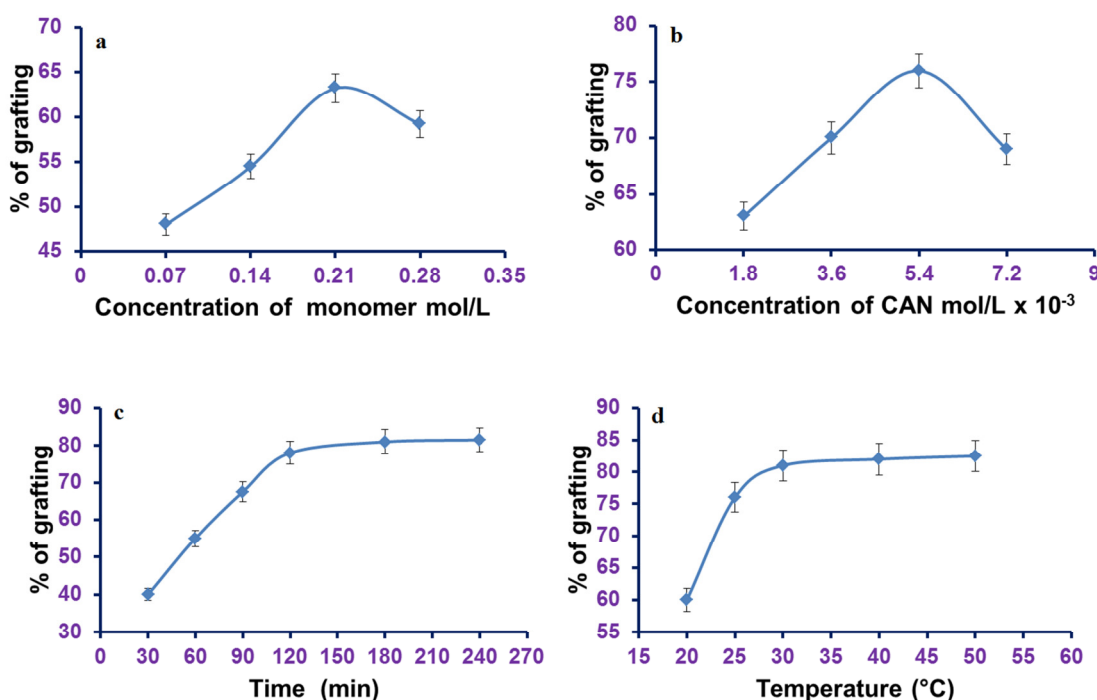 a
% of grafting
70
65
60
55
50
45
0 0.07 0.14 0.21 0.28 0.35
Concentration of monomer mol/L
b
% of grafting
80
75
70
65
60
0 1.8 3.6 5.4 7.2 9
Concentration of CAN mol/L x 10⁻³
c
% of grafting
90
80
70
60
50
40
30
0 30 60 90 120 150 180 210 240 270
Time (min)
d
% of grafting
90
85
80
75
70
65
60
55
15 20 25 30 35 40 45 50 55 60
Temperature (°C)